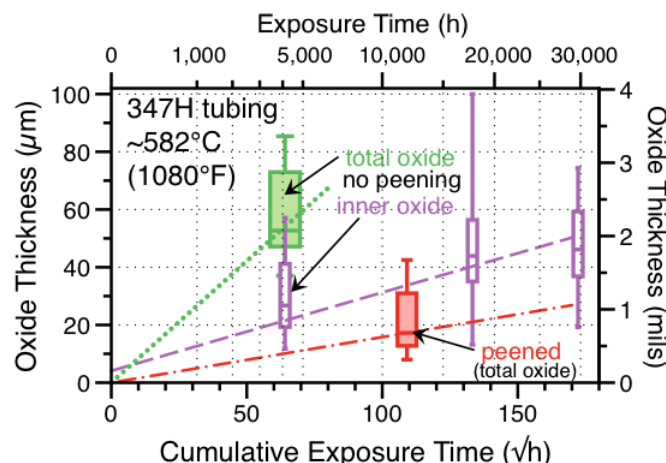 Exposure Time (h)
0 1,000 5,000 10,000 20,000 30,000
Oxide Thickness (μm)
100
80
60
40
20
0
347H tubing
~582°C
(1080°F)
total oxide
no peening
inner oxide
peened
(total oxide)
4
3
2
1
0
Oxide Thickness (mils)
0 50 100 150
Cumulative Exposure Time (√h)